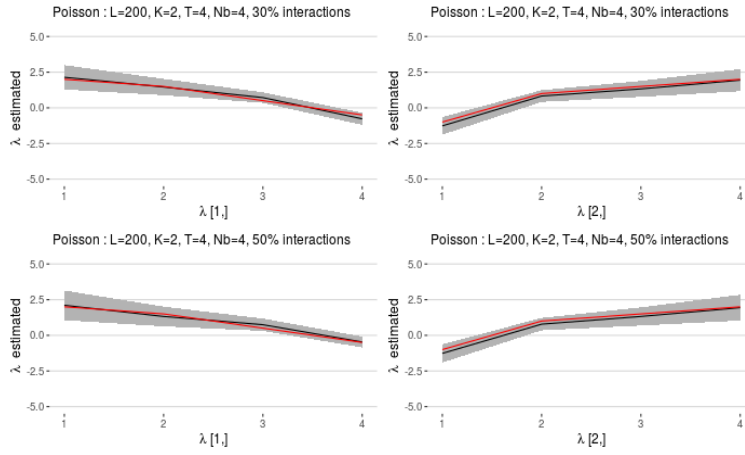 Poisson : L=200, K=2, T=4, Nb=4, 30% interactions
5.0
2.5
0.0
-2.5
-5.0
λ estimated
1 2 3 4
λ [1,]
Poisson : L=200, K=2, T=4, Nb=4, 30% interactions
5.0
2.5
0.0
-2.5
-5.0
λ estimated
1 2 3 4
λ [2,]
Poisson : L=200, K=2, T=4, Nb=4, 50% interactions
5.0
2.5
0.0
-2.5
-5.0
λ estimated
1 2 3 4
λ [1,]
Poisson : L=200, K=2, T=4, Nb=4, 50% interactions
5.0
2.5
0.0
-2.5
-5.0
λ estimated
1 2 3 4
λ [2,]